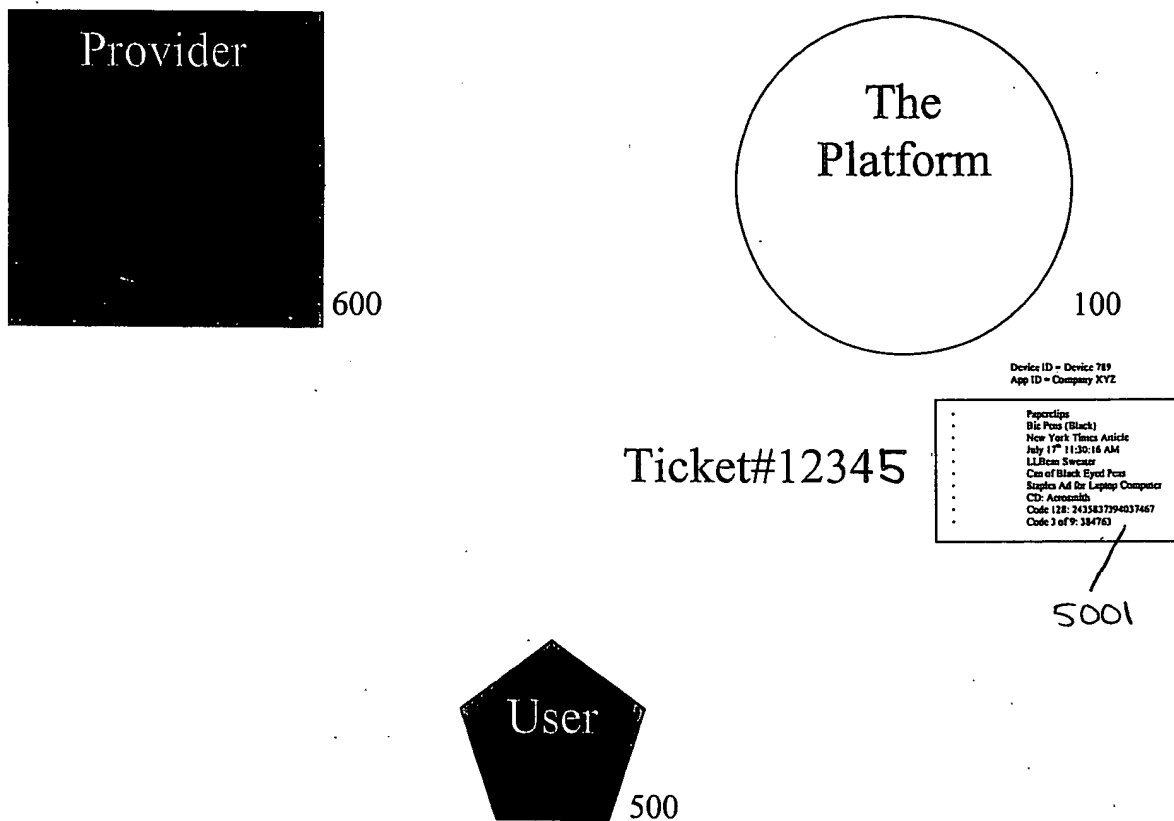 Provider
600
The
Platform
100
Device ID = Device 789
App ID = Company XYZ
Ticket#12345
• Paperclips
• Bic Pens (Black)
• New York Times Article
• July 17th 11:30:16 AM
• LLBean Sweater
• Can of Black Eyed Peas
• Staples Ad for Laptop Computer
• CD: Aerosmith
• Code 128: 2435837394037467
• Code 3 of 9: 384763
5001
User
500